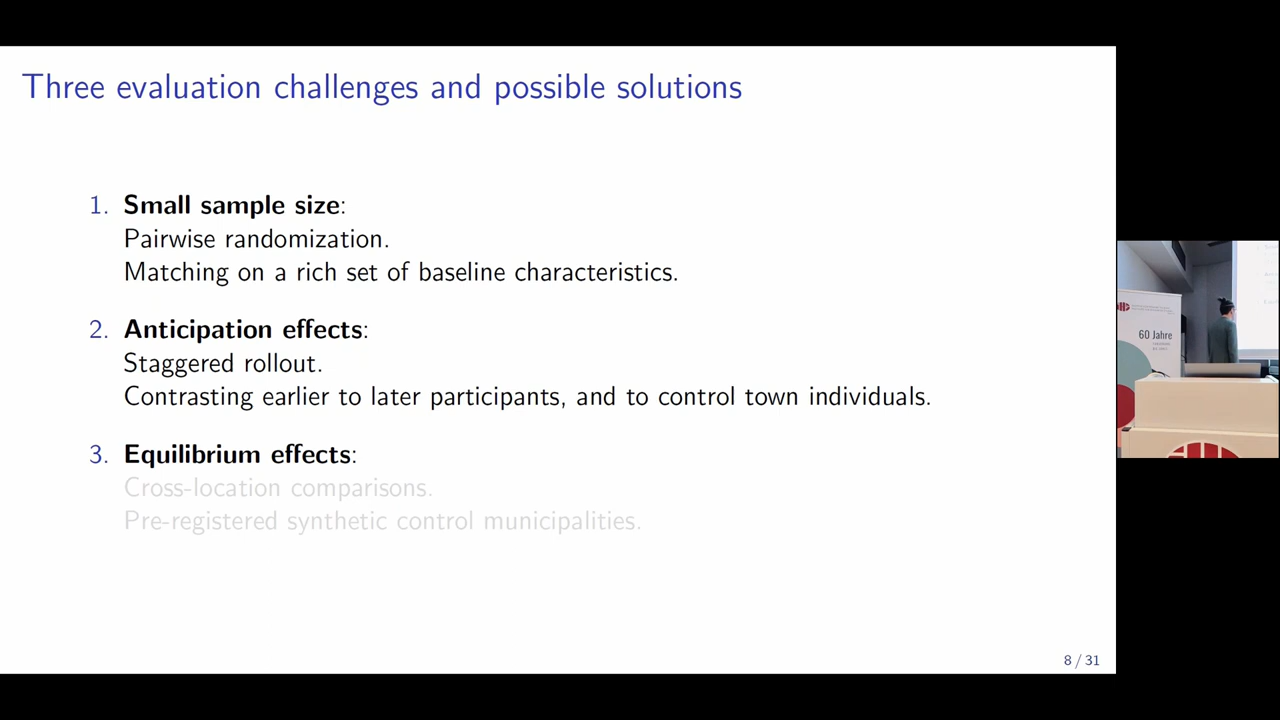 Three evaluation challenges and possible solutions
1. Small sample size:
Pairwise randomization.
Matching on a rich set of baseline characteristics.
2. Anticipation effects:
Staggered rollout.
Contrasting earlier to later participants, and to control town individuals.
3. Equilibrium effects:
Cross-location comparisons.
Pre-registered synthetic control municipalities.
8 / 31
60 Jahre